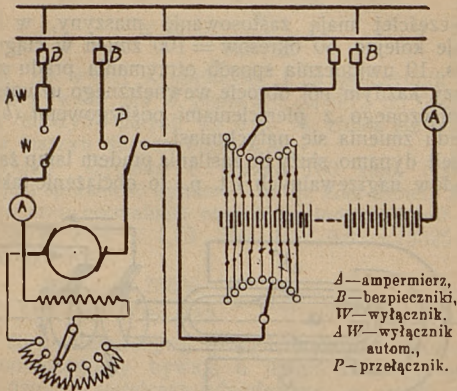 B
B
B
AW
P
W
A
A
A—ampermierz,
B—bezpieczniki,
W—wyłącznik.
AW—wyłącznik
autom.,
P—przełącznik.